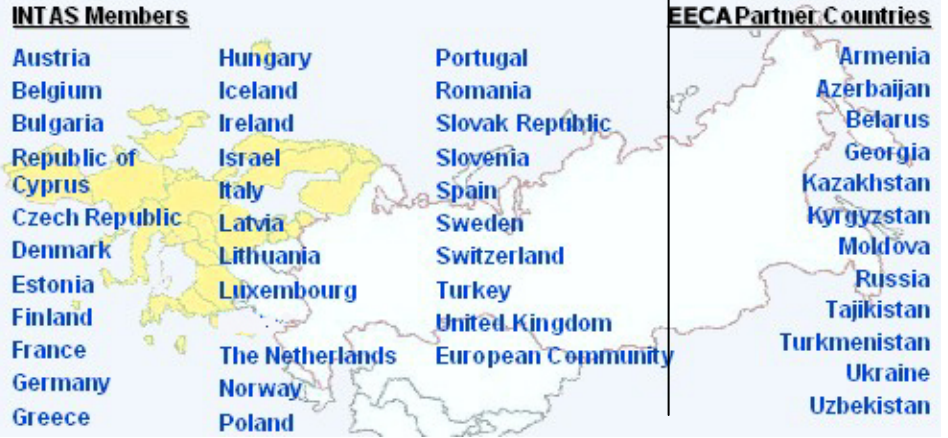 INTAS Members
Austria
Belgium
Bulgaria
Republic of
Cyprus
Czech Republic
Denmark
Estonia
Finland
France
Germany
Greece
Hungary
Iceland
Ireland
Israel
Italy
Latvia
Lithuania
Luxembourg
The Netherlands
Norway
Poland
Portugal
Romania
Slovak Republic
Slovenia
Spain
Sweden
Switzerland
Turkey
United Kingdom
European Community
EECA Partner Countries
Armenia
Azerbaijan
Belarus
Georgia
Kazakhstan
Kyrgyzstan
Moldova
Russia
Tajikistan
Turkmenistan
Ukraine
Uzbekistan